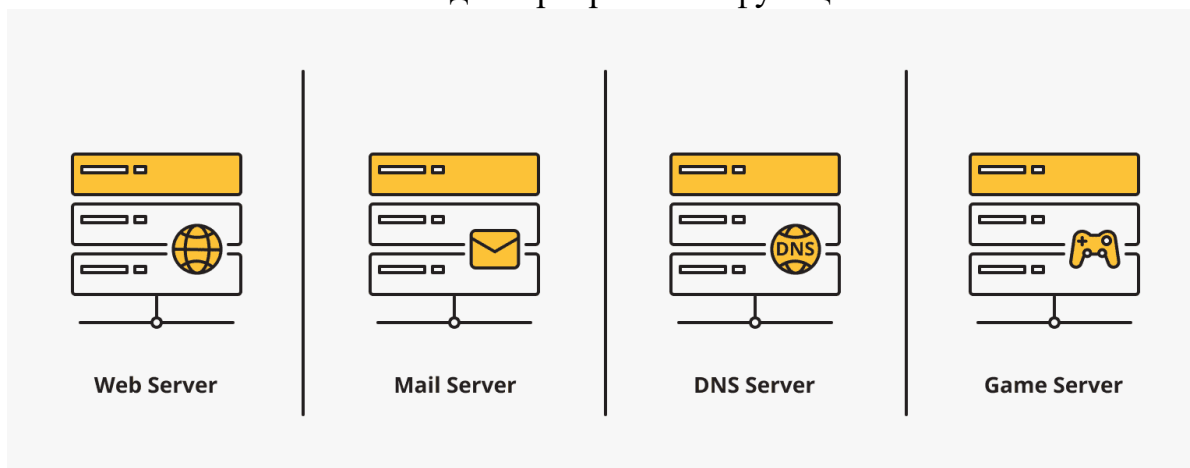 DNS
Web Server
Mail Server
DNS Server
Game Server